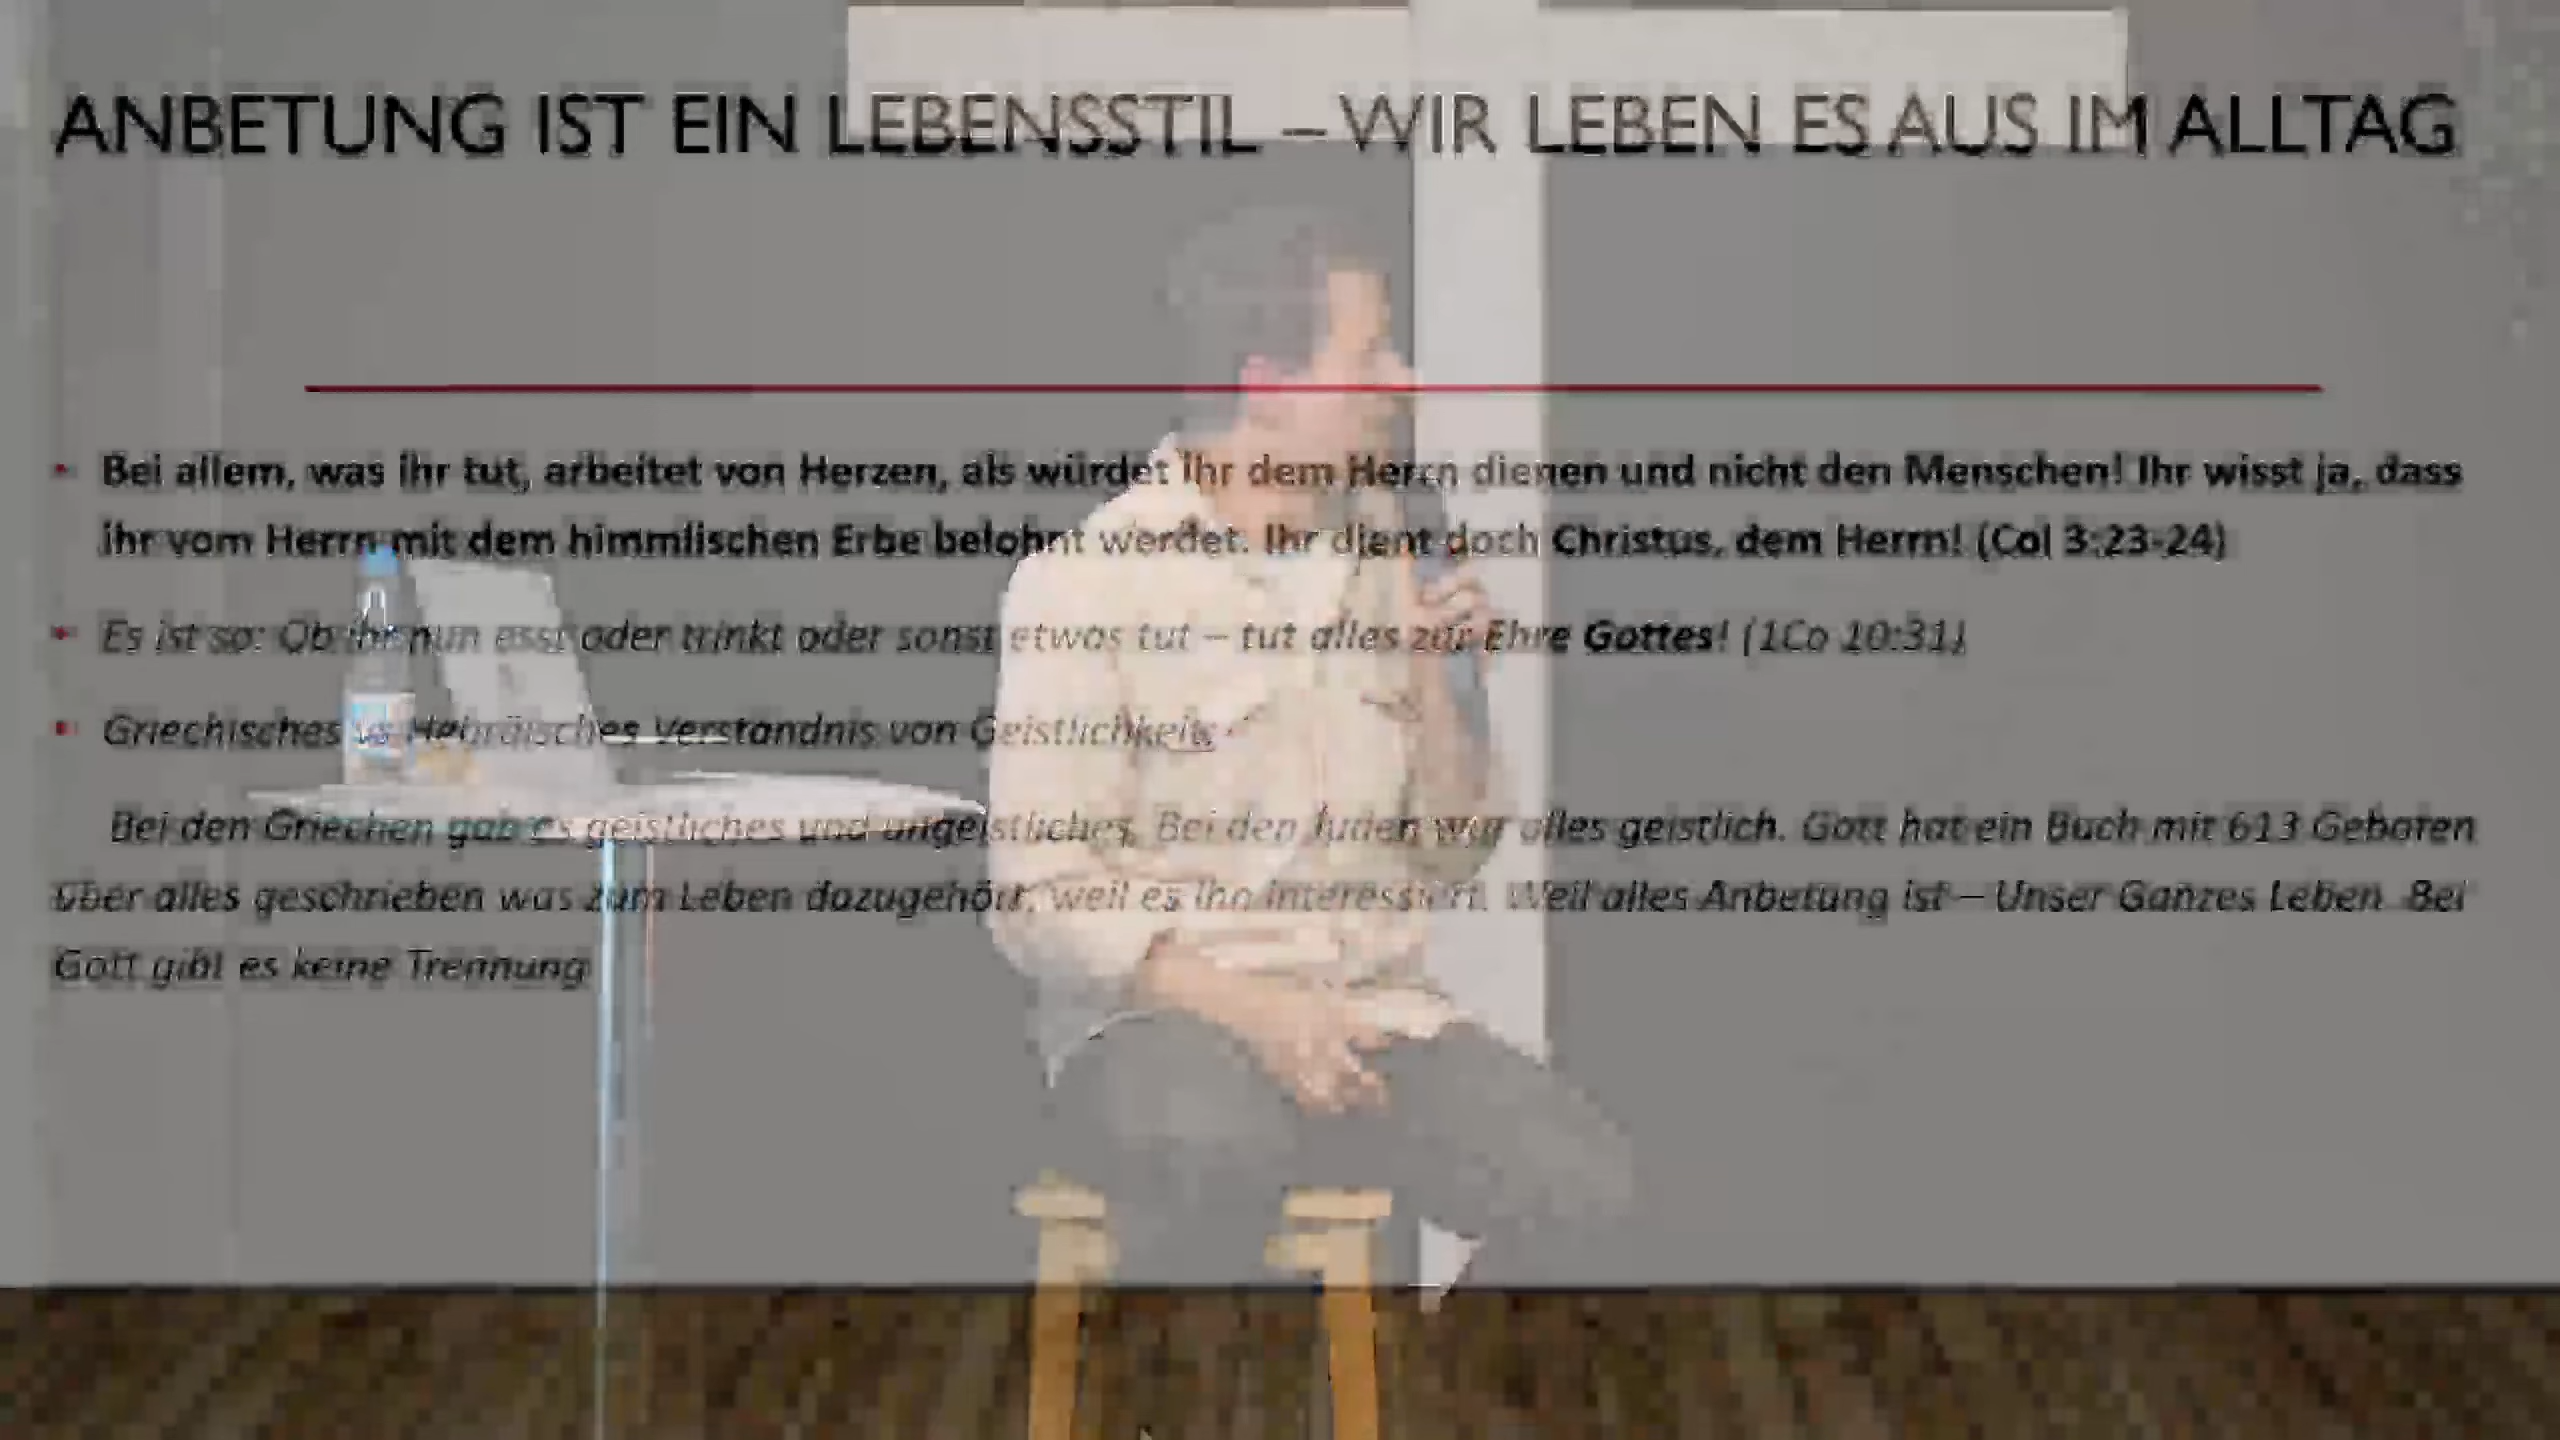 ANBETUNG IST EIN LEBENSSTIL – WIR LEBEN ES AUS IM ALLTAG
• Bei allem, was ihr tut, arbeitet von Herzen, als würdet Ihr dem Herrn dienen und nicht den Menschen! Ihr wisst ja, dass
ihr vom Herrn mit dem himmlischen Erbe belohnt werdet. Ihr dient doch Christus, dem Herrn! (Col 3:23-24)
• Es ist so: Ob ihr nun esst oder trinkt oder sonst etwas tut – tut alles zur Ehre Gottes! (1Co 10:31)
• Griechisches vs Hebräisches Verständnis von Geistlichkeit:
Bei den Griechen gab es geistliches und ungeistliches. Bei den Juden war alles geistlich. Gott hat ein Buch mit 613 Geboten
über alles geschrieben was zum Leben dazugehört, weil es ihn interessiert. Weil alles Anbetung ist – Unser Ganzes Leben. Bei
Gott gibt es keine Trennung